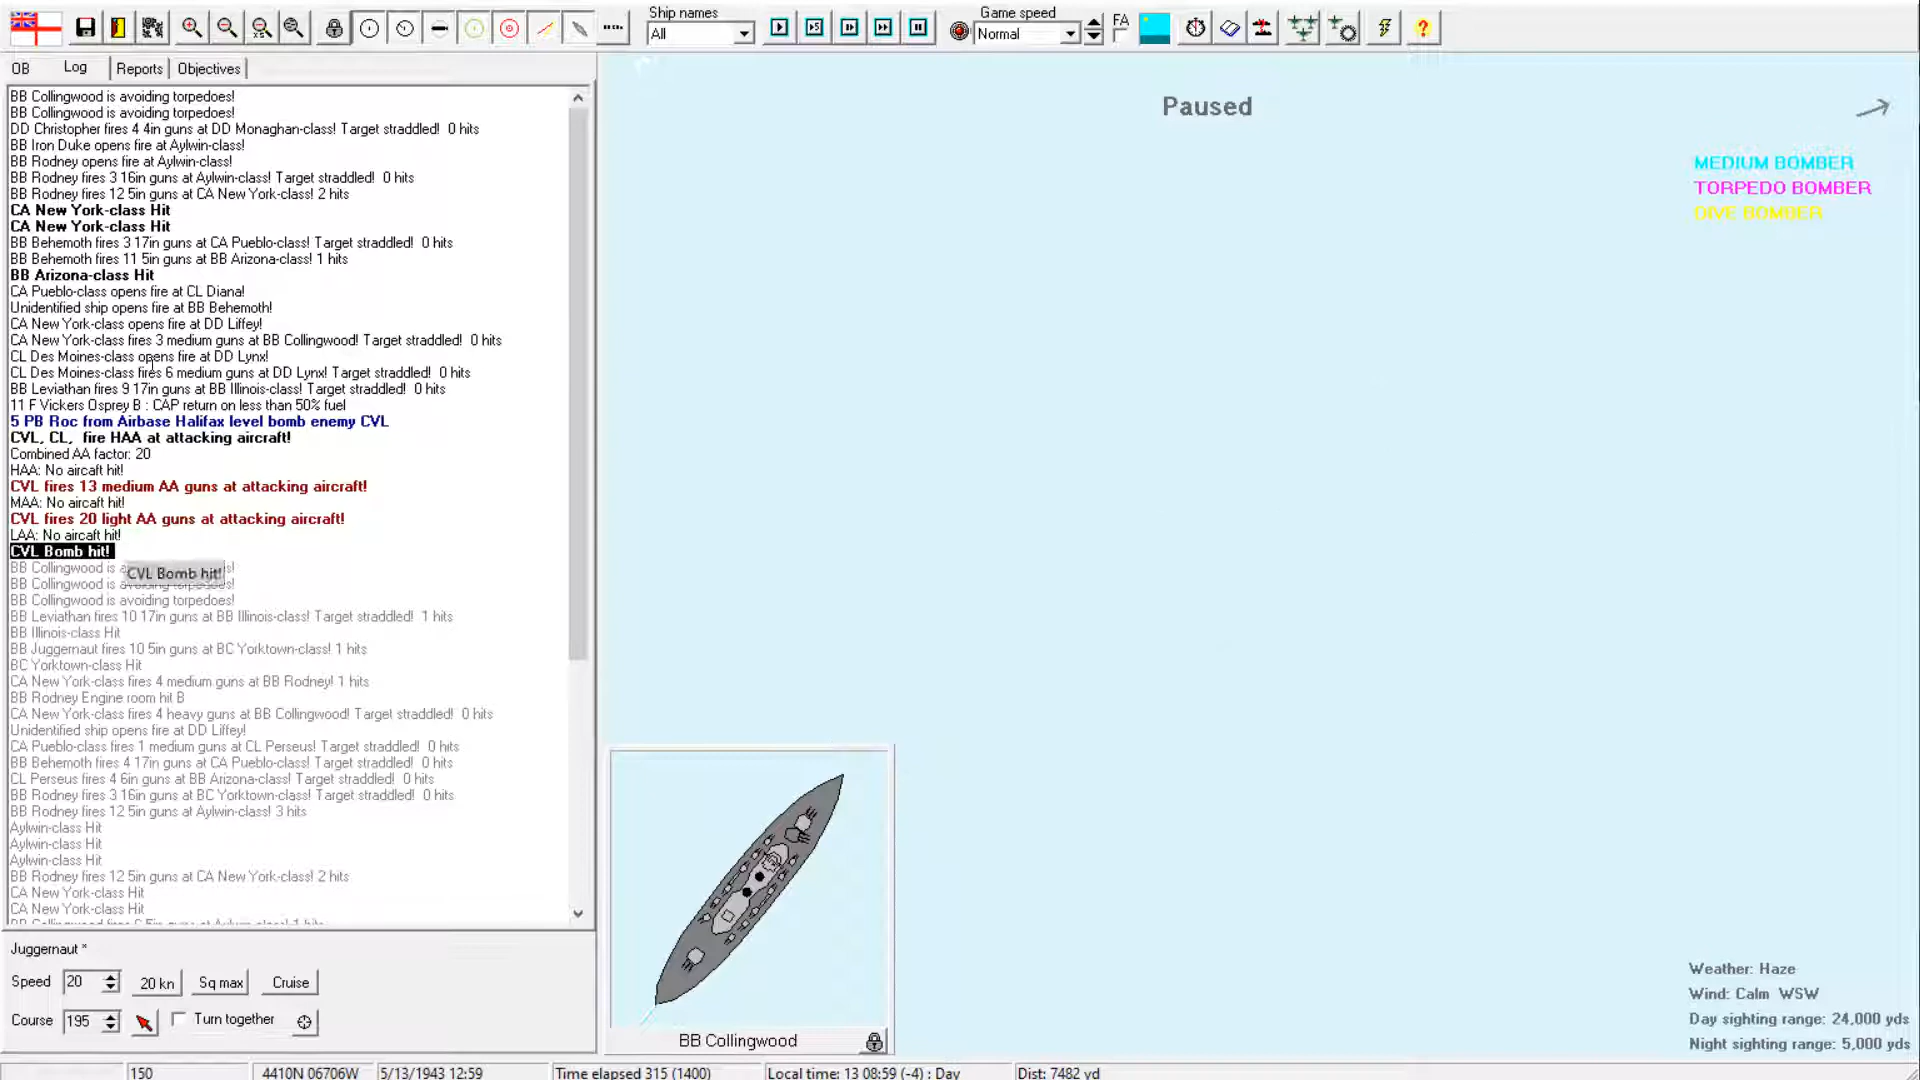 Ship names
All
Game speed
Normal
FA
OB
Log
Reports
Objectives
BB Collingwood is avoiding torpedoes!
BB Collingwood is avoiding torpedoes!
DD Christopher fires 4 4in guns at DD Monaghan-class! Target straddled!  0 hits
BB Iron Duke opens fire at Aylwin-class!
BB Rodney opens fire at Aylwin-class!
BB Rodney fires 3 16in guns at Aylwin-class! Target straddled!  0 hits
BB Rodney fires 12 5in guns at CA New York-class! 2 hits
CA New York-class Hit
CA New York-class Hit
BB Behemoth fires 3 17in guns at CA Pueblo-class! Target straddled!  0 hits
BB Behemoth fires 11 5in guns at BB Arizona-class! 1 hits
BB Arizona-class Hit
CA Pueblo-class opens fire at CL Diana!
Unidentified ship opens fire at BB Behemoth!
CA New York-class opens fire at DD Liffey!
CA New York-class fires 3 medium guns at BB Collingwood! Target straddled!  0 hits
CL Des Moines-class opens fire at DD Lynx!
CL Des Moines-class fires 6 medium guns at DD Lynx! Target straddled!  0 hits
BB Leviathan fires 9 17in guns at BB Illinois-class! Target straddled!  0 hits
11 F Vickers Osprey B : CAP return on less than 50% fuel
5 PB Roc from Airbase Halifax level bomb enemy CVL
CVL, CL,  fire HAA at attacking aircraft!
Combined AA factor: 20
HAA: No aircaft hit!
CVL fires 13 medium AA guns at attacking aircraft!
MAA: No aircaft hit!
CVL fires 20 light AA guns at attacking aircraft!
LAA: No aircaft hit!
CVL Bomb hit!
CVL Bomb hit!
BB Collingwood is
BB Collingwood is avoiding torpedoes!
BB Collingwood is avoiding torpedoes!
BB Leviathan fires 10 17in guns at BB Illinois-class! Target straddled!  1 hits
BB Illinois-class Hit
BB Juggernaut fires 10 5in guns at BC Yorktown-class! 1 hits
BC Yorktown-class Hit
CA New York-class fires 4 medium guns at BB Rodney! 1 hits
BB Rodney Engine room hit B
CA New York-class fires 4 heavy guns at BB Collingwood! Target straddled!  0 hits
Unidentified ship opens fire at DD Liffey!
CA Pueblo-class fires 1 medium guns at CL Perseus! Target straddled!  0 hits
BB Behemoth fires 4 17in guns at CA Pueblo-class! Target straddled!  0 hits
CL Perseus fires 4 6in guns at BB Arizona-class! Target straddled!  0 hits
BB Rodney fires 3 16in guns at BC Yorktown-class! Target straddled!  0 hits
BB Rodney fires 12 5in guns at Aylwin-class! 3 hits
Aylwin-class Hit
Aylwin-class Hit
Aylwin-class Hit
BB Rodney fires 12 5in guns at CA New York-class! 2 hits
CA New York-class Hit
CA New York-class Hit
Juggernaut *
Speed
20
20 kn
Sq max
Cruise
Course
195
Turn together
Paused
MEDIUM BOMBER
TORPEDO BOMBER
DIVE BOMBER
BB Collingwood
Weather: Haze
Wind: Calm  WSW
Day sighting range: 24,000 yds
Night sighting range: 5,000 yds
150
4410N 06706W
5/13/1943 12:59
Time elapsed 315 (1400)
Local time: 13 08:59 (-4) : Day
Dist: 7482 yd